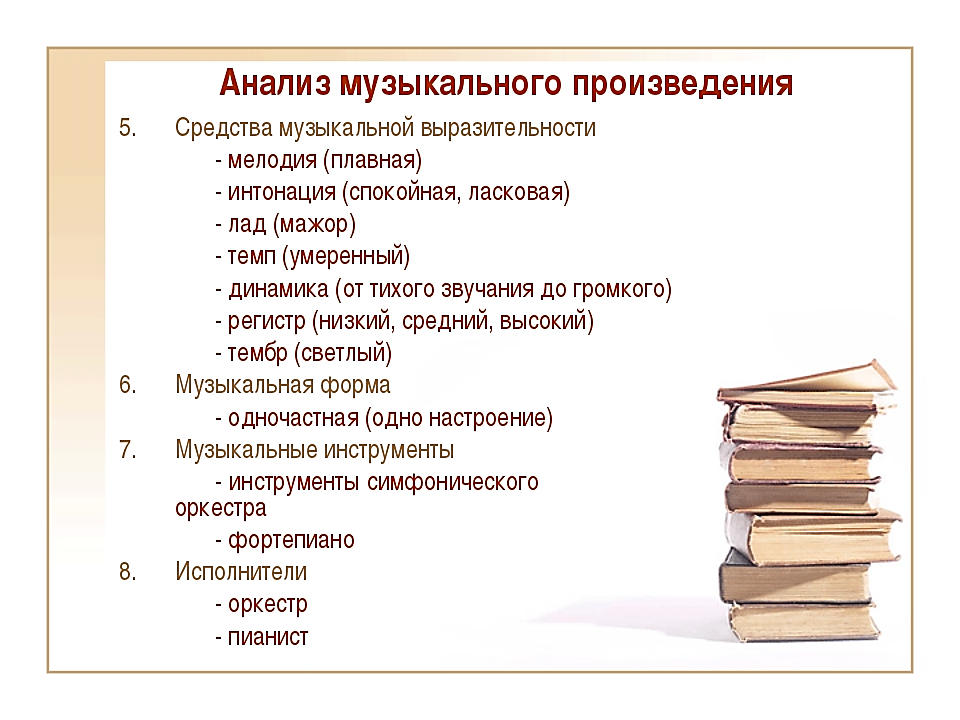 Анализ музыкального произведения
5. Средства музыкальной выразительности
- мелодия (плавная)
- интонация (спокойная, ласковая)
- лад (мажор)
- темп (умеренный)
- динамика (от тихого звучания до громкого)
- регистр (низкий, средний, высокий)
- тембр (светлый)
6. Музыкальная форма
- одночастная (одно настроение)
7. Музыкальные инструменты
- инструменты симфонического
оркестра
- фортепиано
8. Исполнители
- оркестр
- пианист